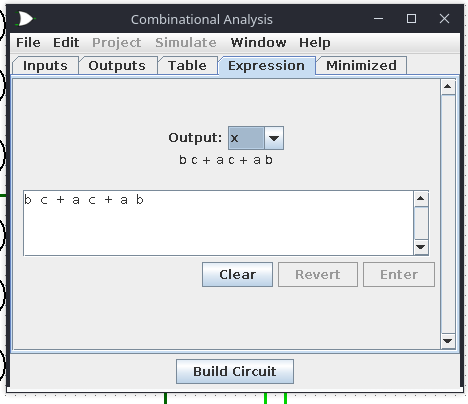 Combinational Analysis
File Edit Project Simulate Window Help
Inputs Outputs Table Expression Minimized
Output: x
b c + a c + a b
b c + a c + a b
Clear Revert Enter
Build Circuit